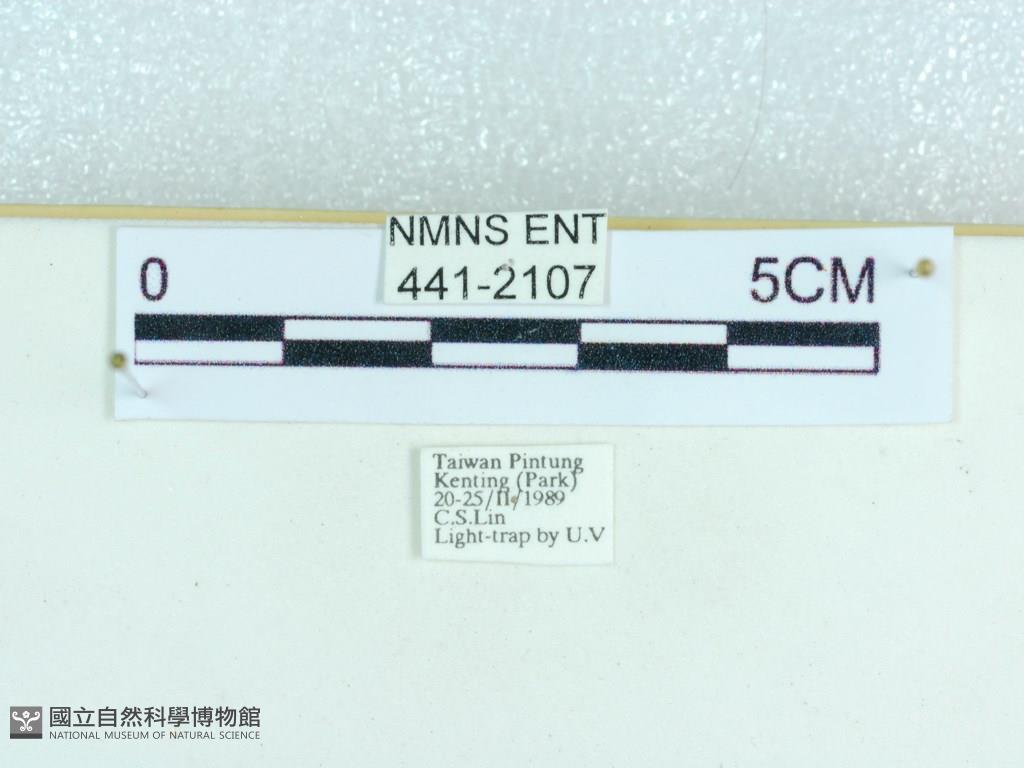 NMNS ENT
441-2107
0
5CM
Taiwan Pintung
Kenting (Park)
20-25/II/1989
C.S.Lin
Light-trap by U.V
國立自然科學博物館
NATIONAL MUSEUM OF NATURAL SCIENCE